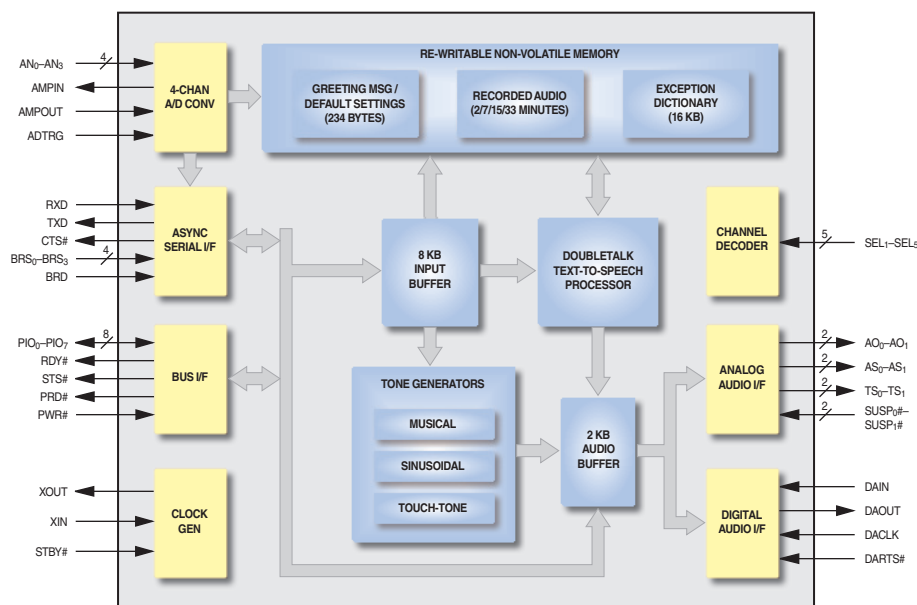 RE-WRITABLE NON-VOLATILE MEMORY
GREETING MSG /
DEFAULT SETTINGS
(234 BYTES)
RECORDED AUDIO
(2/7/15/33 MINUTES)
EXCEPTION
DICTIONARY
(16 KB)
4-CHAN
A/D CONV
AN0–AN3
4
AMPIN
AMPOUT
ADTRG
RXD
TXD
CTS#
BRS0–BRS3
4
BRD
ASYNC
SERIAL I/F
8 KB
INPUT
BUFFER
DOUBLETALK
TEXT-TO-SPEECH
PROCESSOR
CHANNEL
DECODER
5
SEL1–SEL5
PIO0–PIO7
8
RDY#
STS#
PRD#
PWR#
BUS I/F
TONE GENERATORS
MUSICAL
SINUSOIDAL
TOUCH-TONE
2 KB
AUDIO
BUFFER
ANALOG
AUDIO I/F
2
AO0–AO1
2
AS0–AS1
2
TS0–TS1
2
SUSP0#–
SUSP1#
XOUT
XIN
STBY#
CLOCK
GEN
DIGITAL
AUDIO I/F
DAIN
DAOUT
DACLK
DARTS#